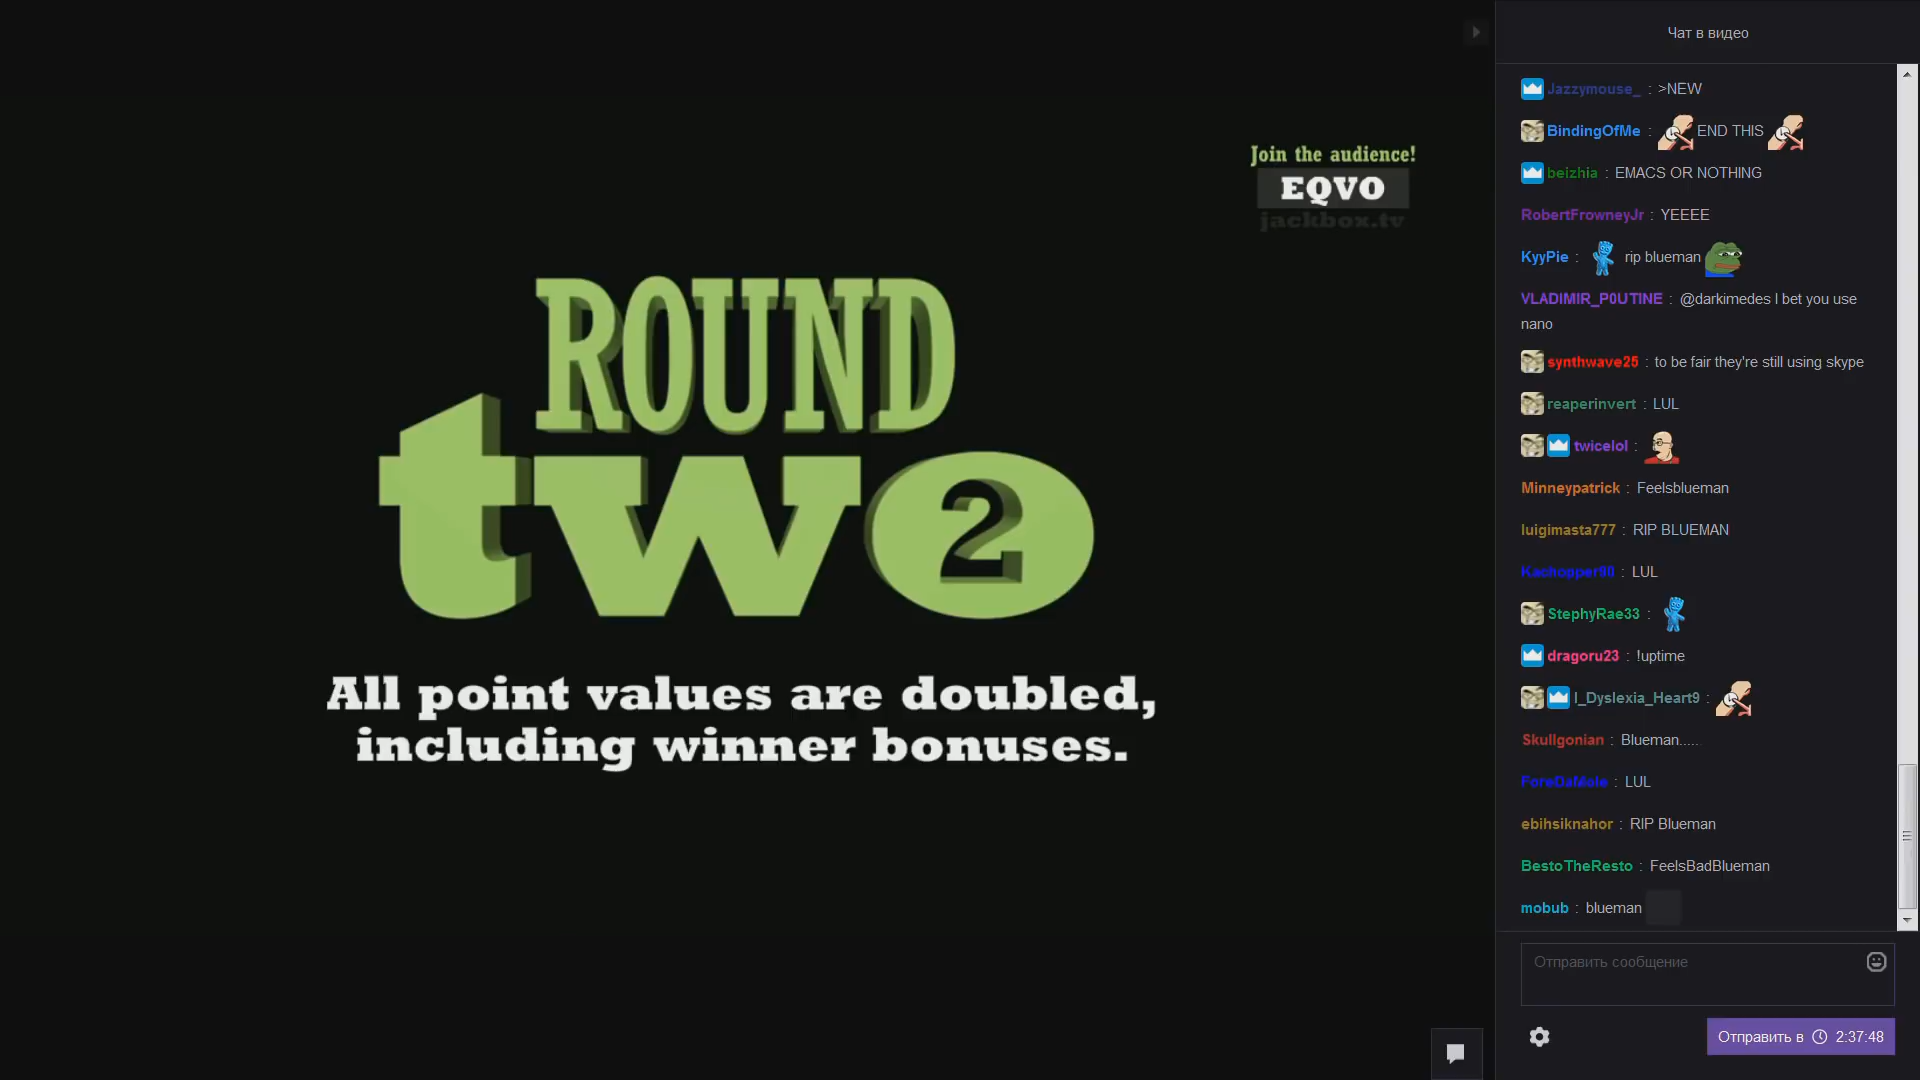 Join the audience!
EQVO
jackbox.tv
ROUND
two
2
All point values are doubled,
including winner bonuses.
Чат в видео
Jazzymouse_ : >NEW
BindingOfMe : END THIS
beizhia : EMACS OR NOTHING
RobertFrowneyJr : YEEEE
KyyPie : rip blueman
VLADIMIR_P0UTINE : @darkimedes I bet you use
nano
synthwave25 : to be fair they're still using skype
reaperinvert : LUL
twicelol :
Minneypatrick : Feelsblueman
luigimasta777 : RIP BLUEMAN
Kachopper90 : LUL
StephyRae33 :
dragoru23 : !uptime
I_Dyslexia_Heart9 :
Skullgonian : Blueman.....
ForeDaMole : LUL
ebihsiknahor : RIP Blueman
BestoTheResto : FeelsBadBlueman
mobub : blueman
Отправить сообщение
Отправить в 2:37:48